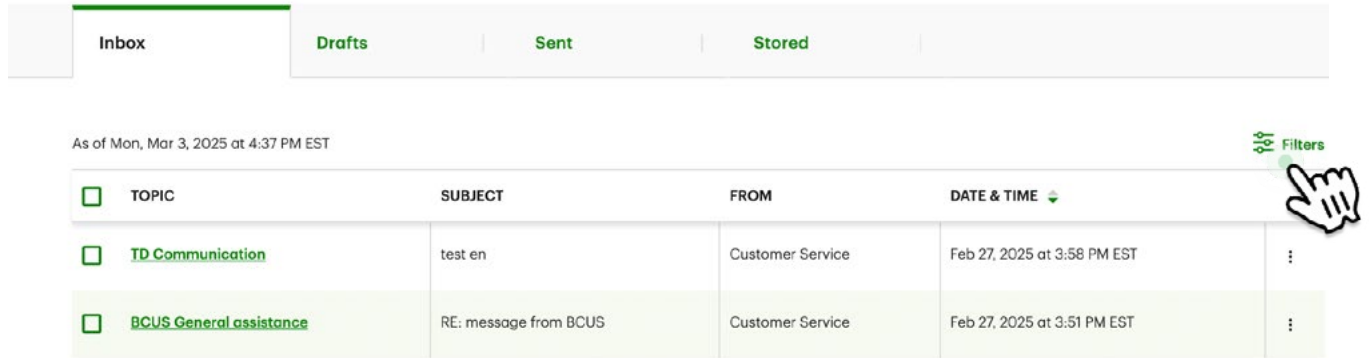 Inbox Drafts Sent Stored
As of Mon, Mar 3, 2025 at 4:37 PM EST Filters
TOPIC SUBJECT FROM DATE & TIME
TD Communication test en Customer Service Feb 27, 2025 at 3:58 PM EST
BCUS General assistance RE: message from BCUS Customer Service Feb 27, 2025 at 3:51 PM EST